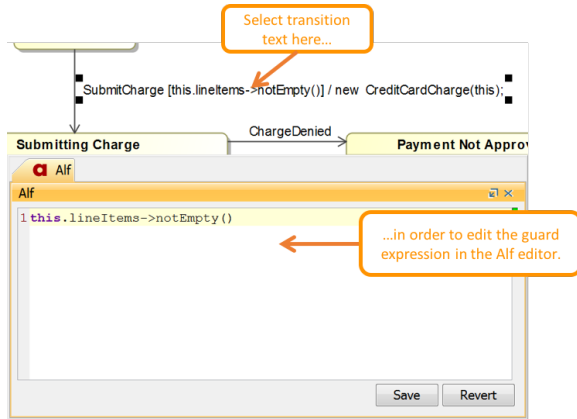 Select transition
text here…
SubmitCharge [this.lineItems->notEmpty()] / new CreditCardCharge(this);
ChargeDenied
Submitting Charge
Payment Not Approv
a Alf
Alf
1 this.lineItems->notEmpty()
…in order to edit the guard
expression in the Alf editor.
Save Revert